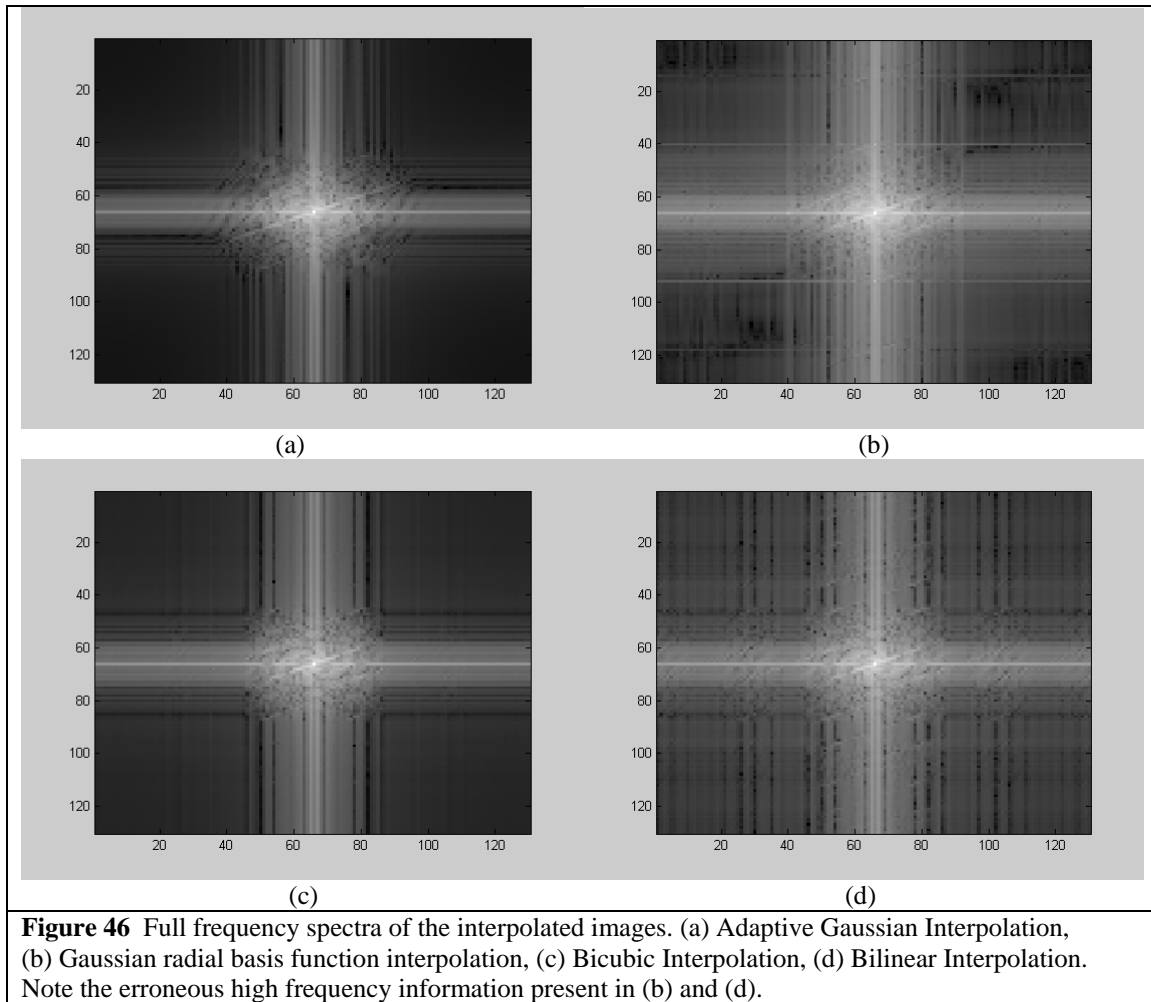 20
40
60
80
100
120
20 40 60 80 100 120
(a)
20
40
60
80
100
120
20 40 60 80 100 120
(b)
20
40
60
80
100
120
20 40 60 80 100 120
(c)
20
40
60
80
100
120
20 40 60 80 100 120
(d)
Figure 46 Full frequency spectra of the interpolated images. (a) Adaptive Gaussian Interpolation,
(b) Gaussian radial basis function interpolation, (c) Bicubic Interpolation, (d) Bilinear Interpolation.
Note the erroneous high frequency information present in (b) and (d).